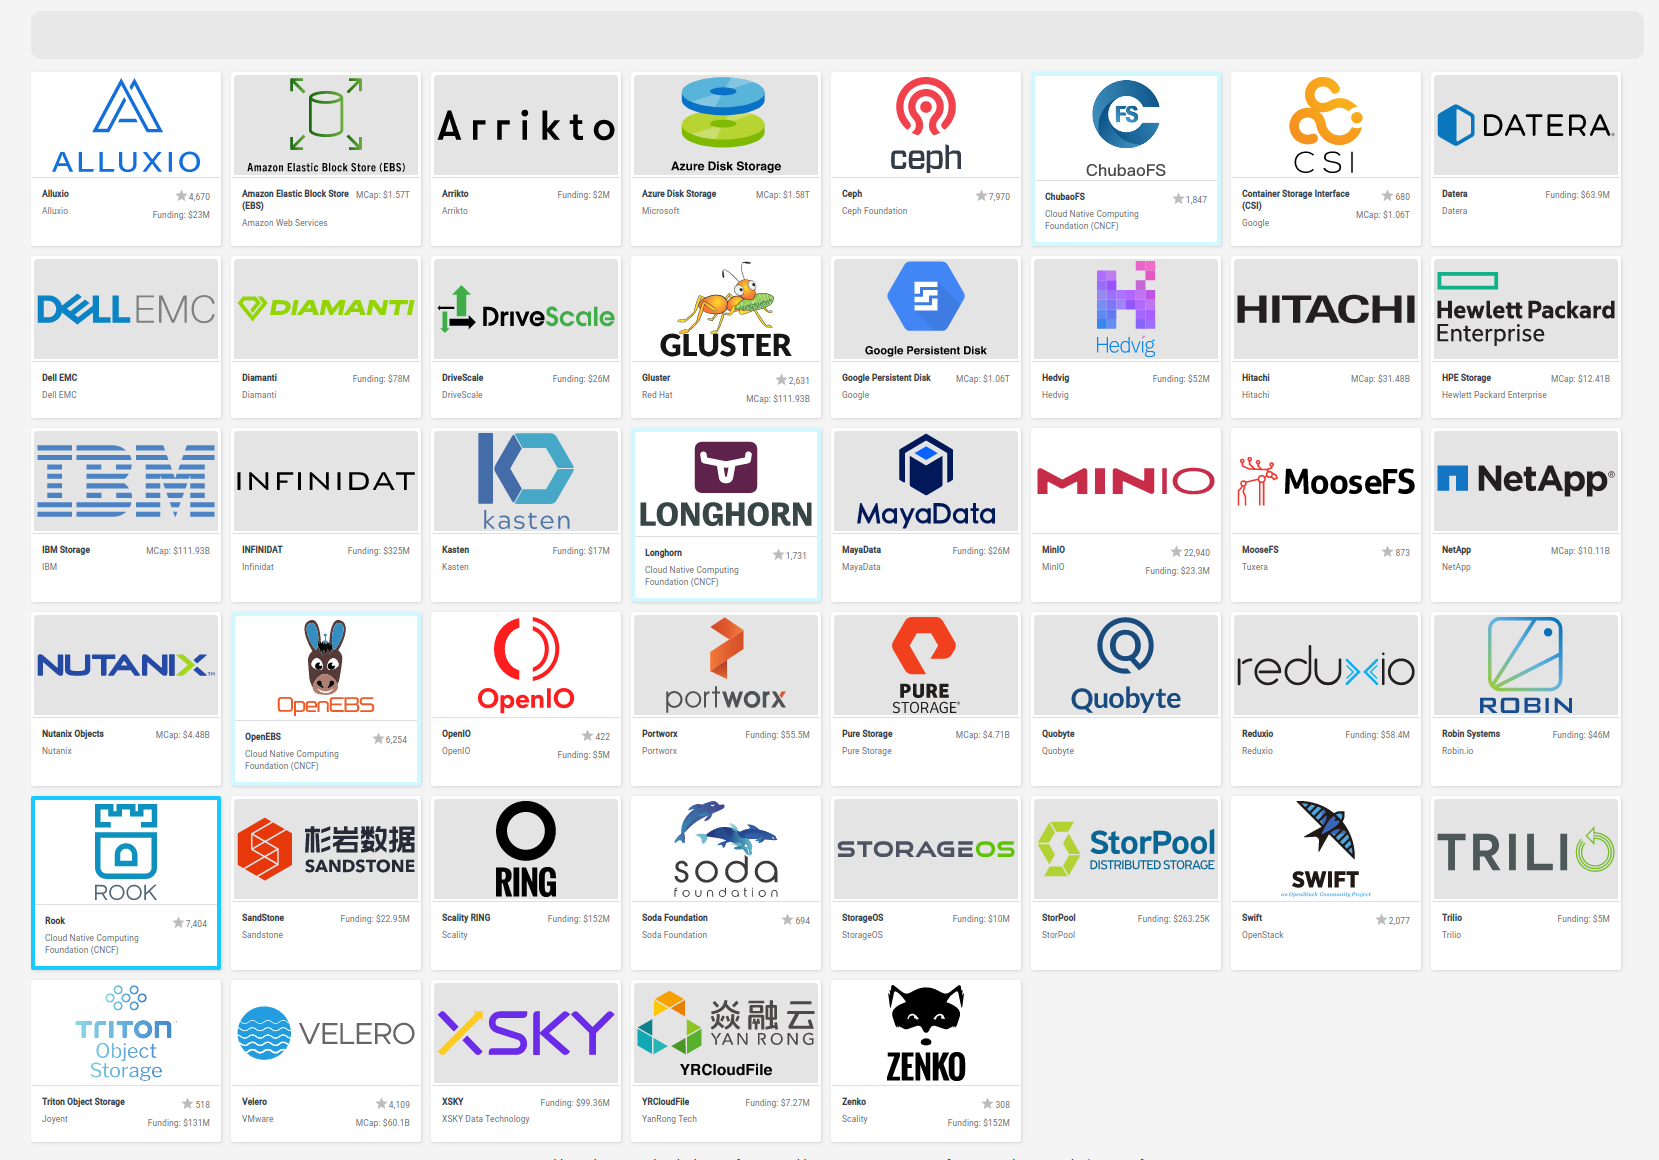 ALLUXIO
Alluxio
4,670
Alluxio
Funding: $23M
Amazon Elastic Block Store (EBS)
Amazon Elastic Block Store
(EBS)
MCap: $1.57T
Amazon Web Services
Arrikto
Arrikto
Funding: $2M
Arrikto
Azure Disk Storage
Azure Disk Storage
MCap: $1.58T
Microsoft
ceph
Ceph
7,970
Ceph Foundation
FS
ChubaoFS
ChubaoFS
1,847
Cloud Native Computing
Foundation (CNCF)
CSI
Container Storage Interface
(CSI)
680
MCap: $1.06T
Google
DATERA
Datera
Funding: $63.9M
Datera
DELLEMC
Dell EMC
Dell EMC
DIAMANTI
Diamanti
Funding: $78M
Diamanti
DriveScale
DriveScale
Funding: $26M
DriveScale
GLUSTER
Gluster
2,631
Red Hat
MCap: $111.93B
Google Persistent Disk
Google Persistent Disk
MCap: $1.06T
Google
Hedvig
Hedvig
Funding: $52M
Hedvig
HITACHI
Hitachi
MCap: $31.48B
Hitachi
Hewlett Packard
Enterprise
HPE Storage
MCap: $12.41B
Hewlett Packard Enterprise
IBM
IBM Storage
MCap: $111.93B
IBM
INFINIDAT
INFINIDAT
Funding: $325M
Infinidat
kasten
Kasten
Funding: $17M
Kasten
LONGHORN
Longhorn
1,731
Cloud Native Computing
Foundation (CNCF)
MayaData
MayaData
Funding: $26M
MayaData
MINIO
MinIO
22,940
MinIO
Funding: $23.3M
MooseFS
MooseFS
873
Tuxera
NetApp®
NetApp
MCap: $10.11B
NetApp
NUTANIX™
Nutanix Objects
MCap: $4.48B
Nutanix
OpenEBS
OpenEBS
6,254
Cloud Native Computing
Foundation (CNCF)
OpenIO
OpenIO
422
OpenIO
Funding: $5M
portworx
Portworx
Funding: $55.5M
Portworx
PURE
STORAGE®
Pure Storage
MCap: $4.71B
Pure Storage
Quobyte
Quobyte
Quobyte
reduxio
Reduxio
Funding: $58.4M
Reduxio
ROBIN
Robin Systems
Funding: $46M
Robin.io
ROOK
Rook
7,404
Cloud Native Computing
Foundation (CNCF)
杉岩数据
SANDSTONE
SandStone
Funding: $22.95M
Sandstone
RING
Scality RING
Funding: $152M
Scality
soda
foundation
Soda Foundation
694
Soda Foundation
STORAGEOS
StorageOS
Funding: $10M
StorageOS
StorPool
DISTRIBUTED STORAGE
StorPool
Funding: $263.25K
StorPool
SWIFT
an OpenStack Community Project
Swift
2,077
OpenStack
TRILIO
Trilio
Funding: $5M
Trilio
TRITON
Object
Storage
Triton Object Storage
518
Joyent
Funding: $131M
VELERO
Velero
4,109
VMware
MCap: $60.1B
XSKY
XSKY
Funding: $99.36M
XSKY Data Technology
焱融云
YAN RONG
YRCloudFile
YRCloudFile
Funding: $7.27M
YanRong Tech
ZENKO
Zenko
308
Scality
Funding: $152M